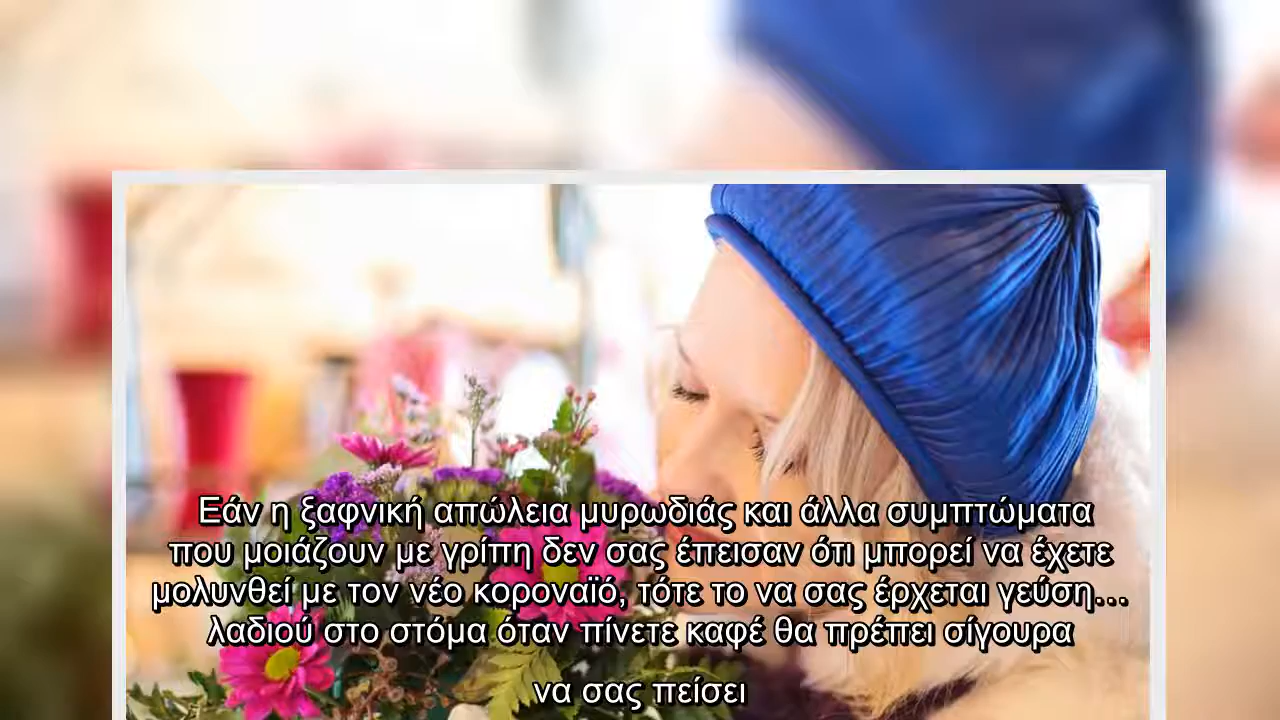 Εάν η ξαφνική απώλεια μυρωδιάς και άλλα συμπτώματα
που μοιάζουν με γρίπη δεν σας έπεισαν ότι μπορεί να έχετε
μολυνθεί με τον νέο κοροναϊό, τότε το να σας έρχεται γεύση...
λαδιού στο στόμα όταν πίνετε καφέ θα πρέπει σίγουρα
να σας πείσει